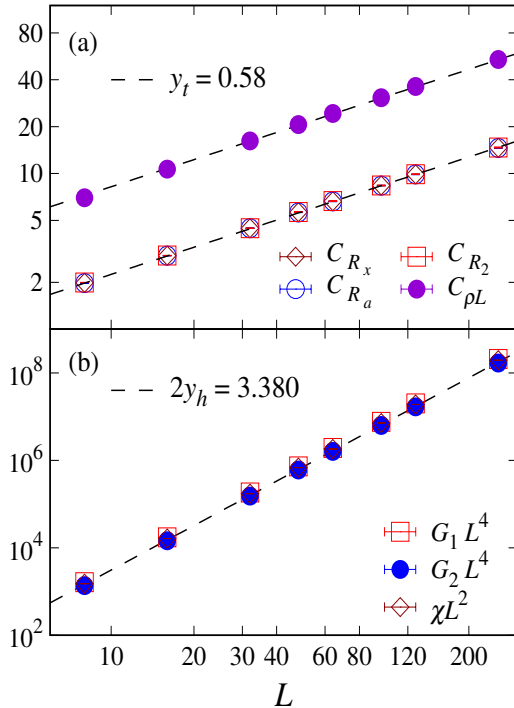 (a)
y_t = 0.58
80
40
20
10
5
2
C_{R_x} C_{R_2}
C_{R_a} C_{ρL}
(b)
2y_h = 3.380
10^8
10^6
10^4
10^2
G_1 L^4
G_2 L^4
χL^2
10 20 30 40 60 80 120 200
L